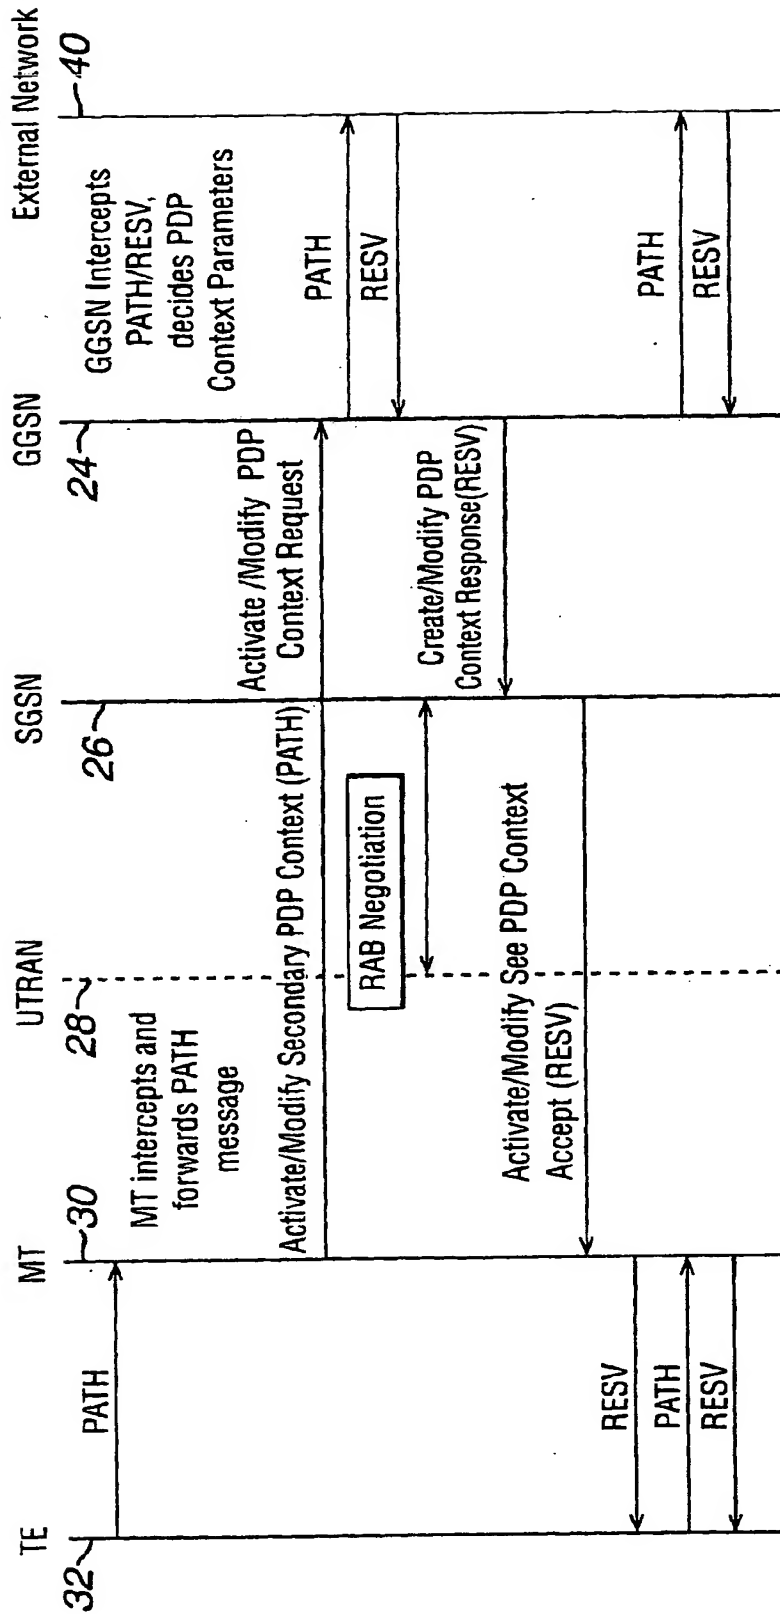 TE
MT
UTRAN
SGSN
GGSN
External Network
32
30
28
26
24
40
PATH
MT intercepts and
forwards PATH
message
GGSN Intercepts
PATH/RESV,
decides PDP
Context Parameters
Activate/Modify Secondary PDP Context (PATH)
Activate /Modify PDP
Context Request
PATH
RESV
RAB Negotiation
Create/Modify PDP
Context Response(RESV)
Activate/Modify See PDP Context
Accept (RESV)
RESV
PATH
RESV
PATH
RESV